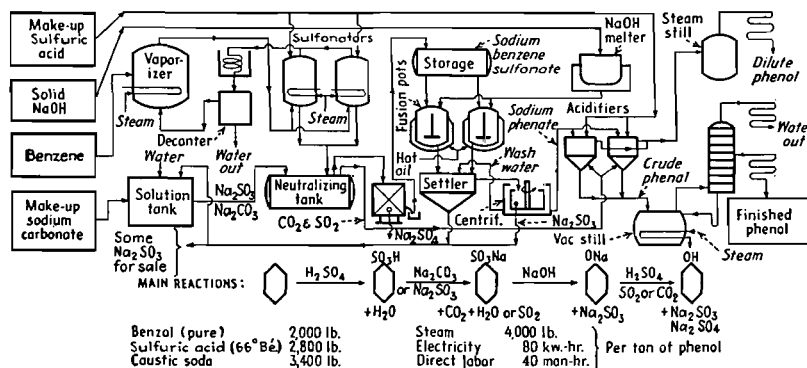 Make-up
Sulfuric
acid
Solid
NaOH
Benzene
Make-up
sodium
carbonate
Vapor-
izer
Steam
Decanter
Water
Water
out
Sulfonators
Steam
Solution
tank
Na₂SO₃
Na₂CO₃
Neutralizing
tank
CO₂ & SO₂
Na₂SO₄
Some
Na₂SO₃
for sale
Storage
Sodium
benzene
sulfonate
Fusion pots
Hot
oil
Settler
NaOH
melter
Sodium
phenate
Wash
water
Centrif.
Na₂SO₃
Acidifiers
Steam
still
Dilute
phenol
Crude
phenol
Vac still
Steam
Water
out
Finished
phenol
MAIN REACTIONS:
H₂SO₄
SO₃H
+H₂O
Na₂CO₃
or Na₂SO₃
SO₃Na
+CO₂+H₂O or SO₂
NaOH
ONa
+Na₂SO₃
H₂SO₄
SO₂ or CO₂
OH
+Na₂SO₃
Na₂SO₄
Benzol (pure) 2,000 lb.
Sulfuric acid (66° Bé.) 2,800 lb.
Caustic soda 3,400 lb.
Steam 4,000 lb.
Electricity 80 kw.-hr.
Direct labor 40 man-hr.
Per ton of phenol